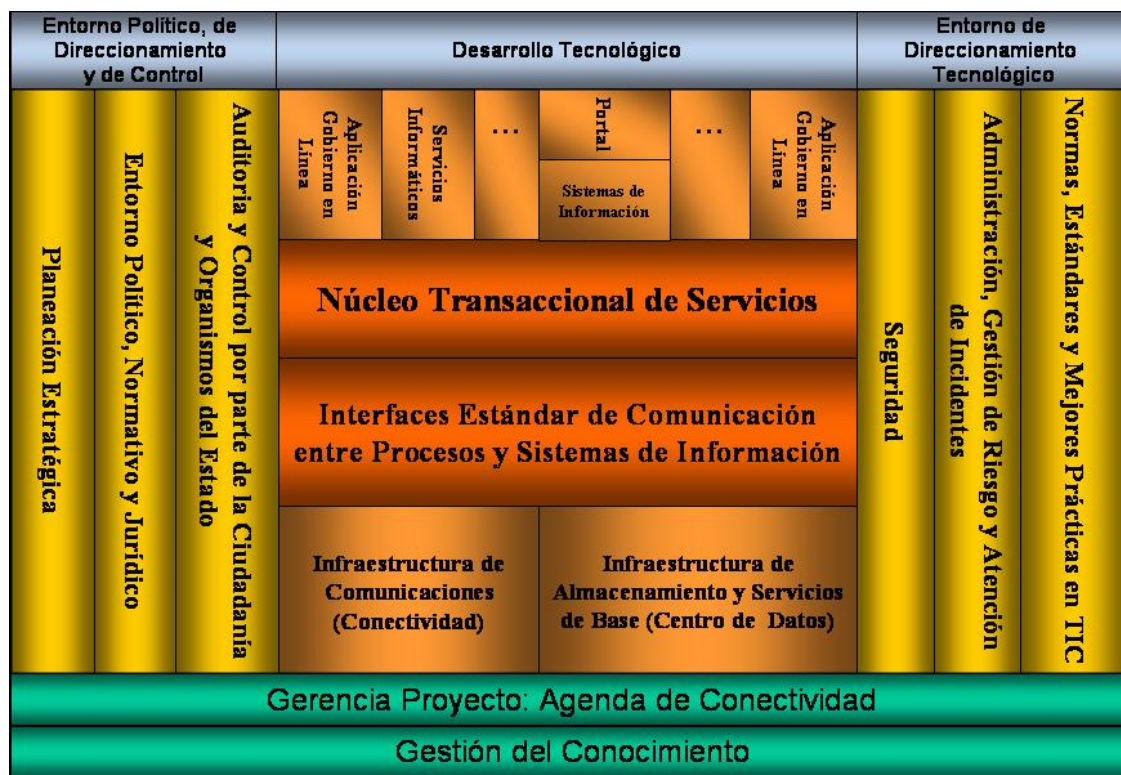 Entorno Político, de
Direccionamiento
y de Control
Desarrollo Tecnológico
Entorno de
Direccionamiento
Tecnológico
Planeación Estratégica
Entorno Político, Normativo y Jurídico
Auditoria y Control por parte de la Ciudadanía
y Organismos del Estado
Aplicación
Gobierno en
Línea
Servicios
Informáticos
...
Portal
Sistemas de
Información
...
Aplicación
Gobierno en
Línea
Núcleo Transaccional de Servicios
Interfaces Estándar de Comunicación
entre Procesos y Sistemas de Información
Infraestructura de
Comunicaciones
(Conectividad)
Infraestructura de
Almacenamiento y Servicios
de Base (Centro de Datos)
Seguridad
Administración, Gestión de Riesgo y Atención
de Incidentes
Normas, Estándares y Mejores Prácticas en TIC
Gerencia Proyecto: Agenda de Conectividad
Gestión del Conocimiento